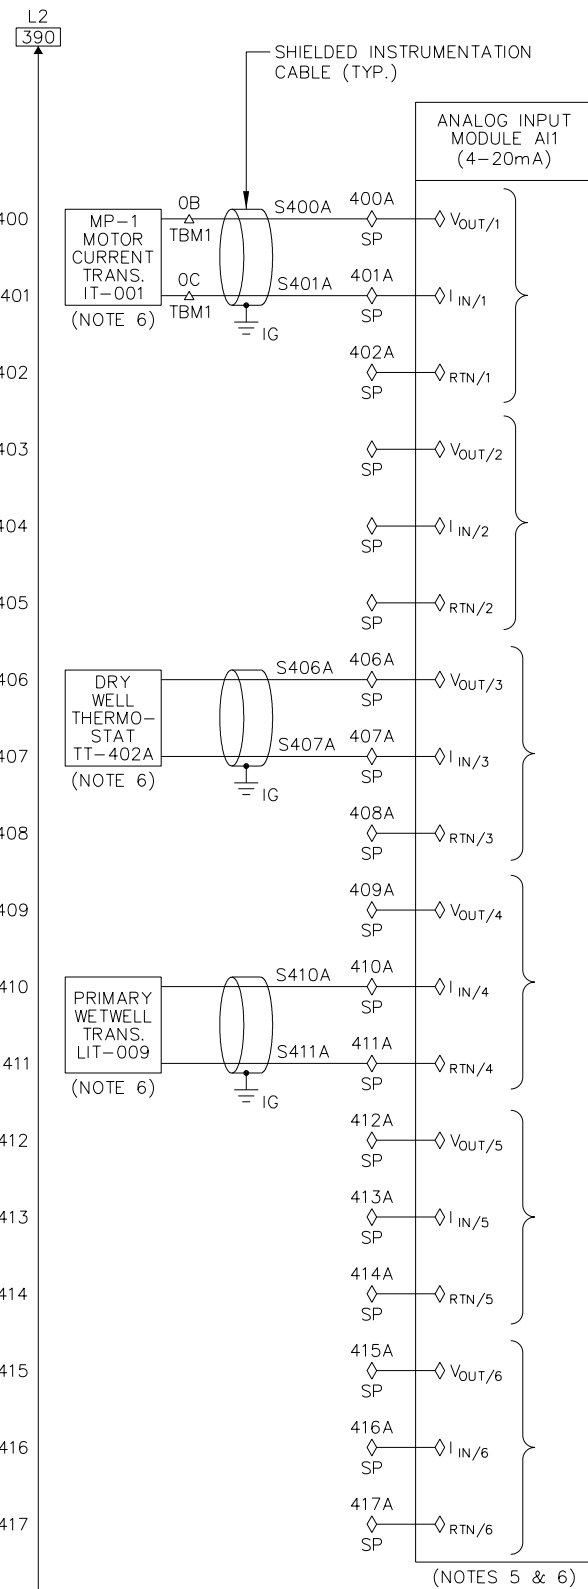 L2
390
SHIELDED INSTRUMENTATION
CABLE (TYP.)
ANALOG INPUT
MODULE AI1
(4-20mA)
400
MP-1
MOTOR
CURRENT
TRANS.
IT-001
(NOTE 6)
0B
TBM1
S400A
400A
SP
VOUT/1
401
0C
TBM1
S401A
401A
SP
I IN/1
IG
402
402A
SP
RTN/1
403
SP
VOUT/2
404
SP
I IN/2
405
SP
RTN/2
406
DRY
WELL
THERMO-
STAT
TT-402A
(NOTE 6)
S406A
406A
SP
VOUT/3
407
S407A
407A
SP
I IN/3
IG
408
408A
SP
RTN/3
409
409A
SP
VOUT/4
410
PRIMARY
WETWELL
TRANS.
LIT-009
(NOTE 6)
S410A
410A
SP
I IN/4
411
S411A
411A
SP
RTN/4
IG
412
412A
SP
VOUT/5
413
413A
SP
I IN/5
414
414A
SP
RTN/5
415
415A
SP
VOUT/6
416
416A
SP
I IN/6
417
417A
SP
RTN/6
(NOTES 5 & 6)